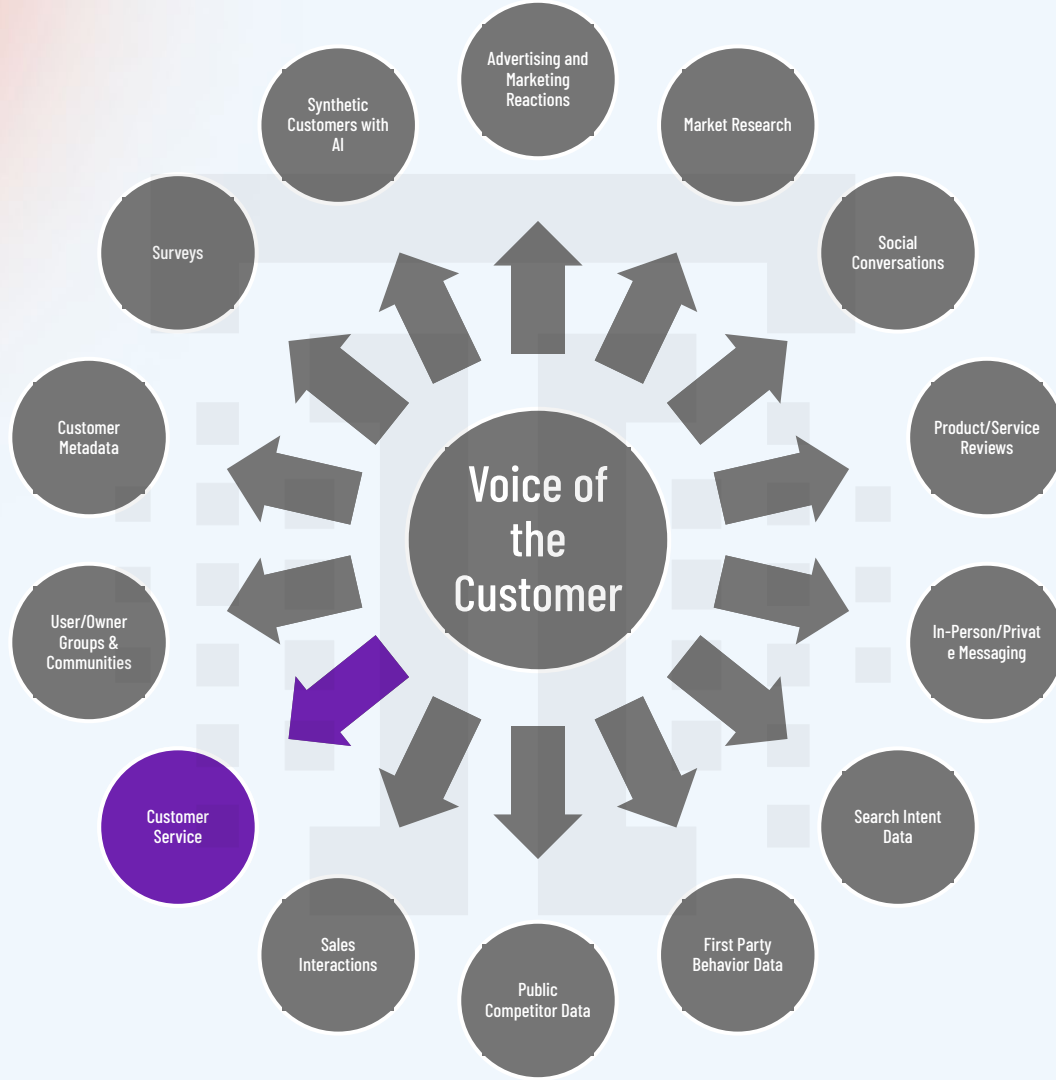 Advertising and
Marketing
Reactions
Market Research
Social
Conversations
Product/Service
Reviews
In-Person/Privat
e Messaging
Search Intent
Data
First Party
Behavior Data
Public
Competitor Data
Sales
Interactions
Customer
Service
User/Owner
Groups &
Communities
Customer
Metadata
Surveys
Synthetic
Customers with
AI
Voice of
the
Customer